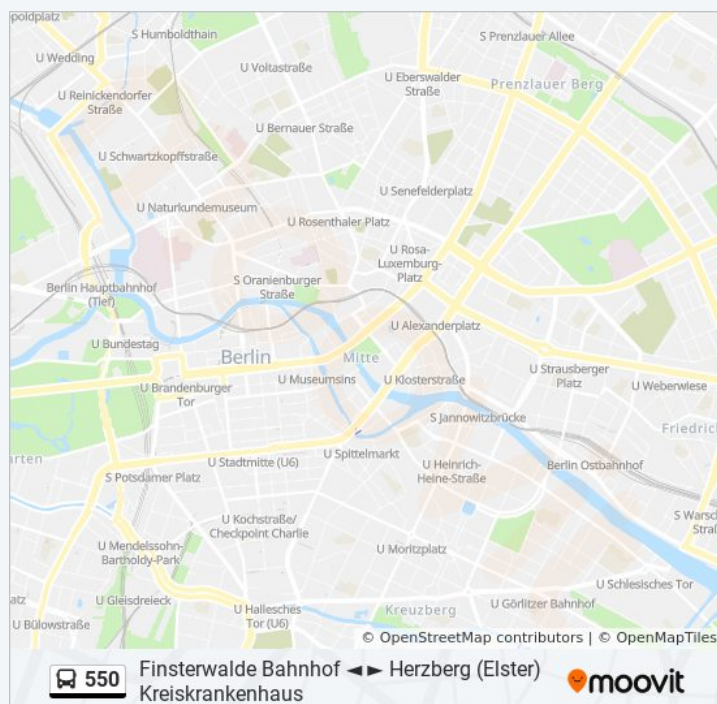 poldplatz
S Humboldthain
S Prenzlauer Allee
U Wedding
U Voltastraße
U Eberswalder
Straße
Prenzlauer Berg
U Reinickendorfer
Straße
U Bernauer Straße
U Schwartzkopffstraße
U Senefelderplatz
U Naturkundemuseum
U Rosenthaler Platz
U Rosa-
Luxemburg-
Platz
S Oranienburger
Straße
Berlin Hauptbahnhof
(Tief)
U Alexanderplatz
U Bundestag
Berlin
Mitte
U Strausberger
Platz
U Museumsins
U Klosterstraße
U Weberwiese
U Brandenburger
Tor
S Jannowitzbrücke
Friedrich
U Spittelmarkt
arten
U Stadtmitte (U6)
U Heinrich-
Heine-Straße
Berlin Ostbahnhof
S Potsdamer Platz
S Warsch
Straß
U Kochstraße/
Checkpoint Charlie
U Mendelssohn-
Bartholdy-Park
U Moritzplatz
U Schlesisches Tor
atz
U Gleisdreieck
U Hallesches
Tor (U6)
Kreuzberg
U Görlitzer Bahnhof
U Bülowstraße
© OpenStreetMap contributors | © OpenMapTiles
550
Finsterwalde Bahnhof ◄► Herzberg (Elster)
Kreiskrankenhaus
moovit